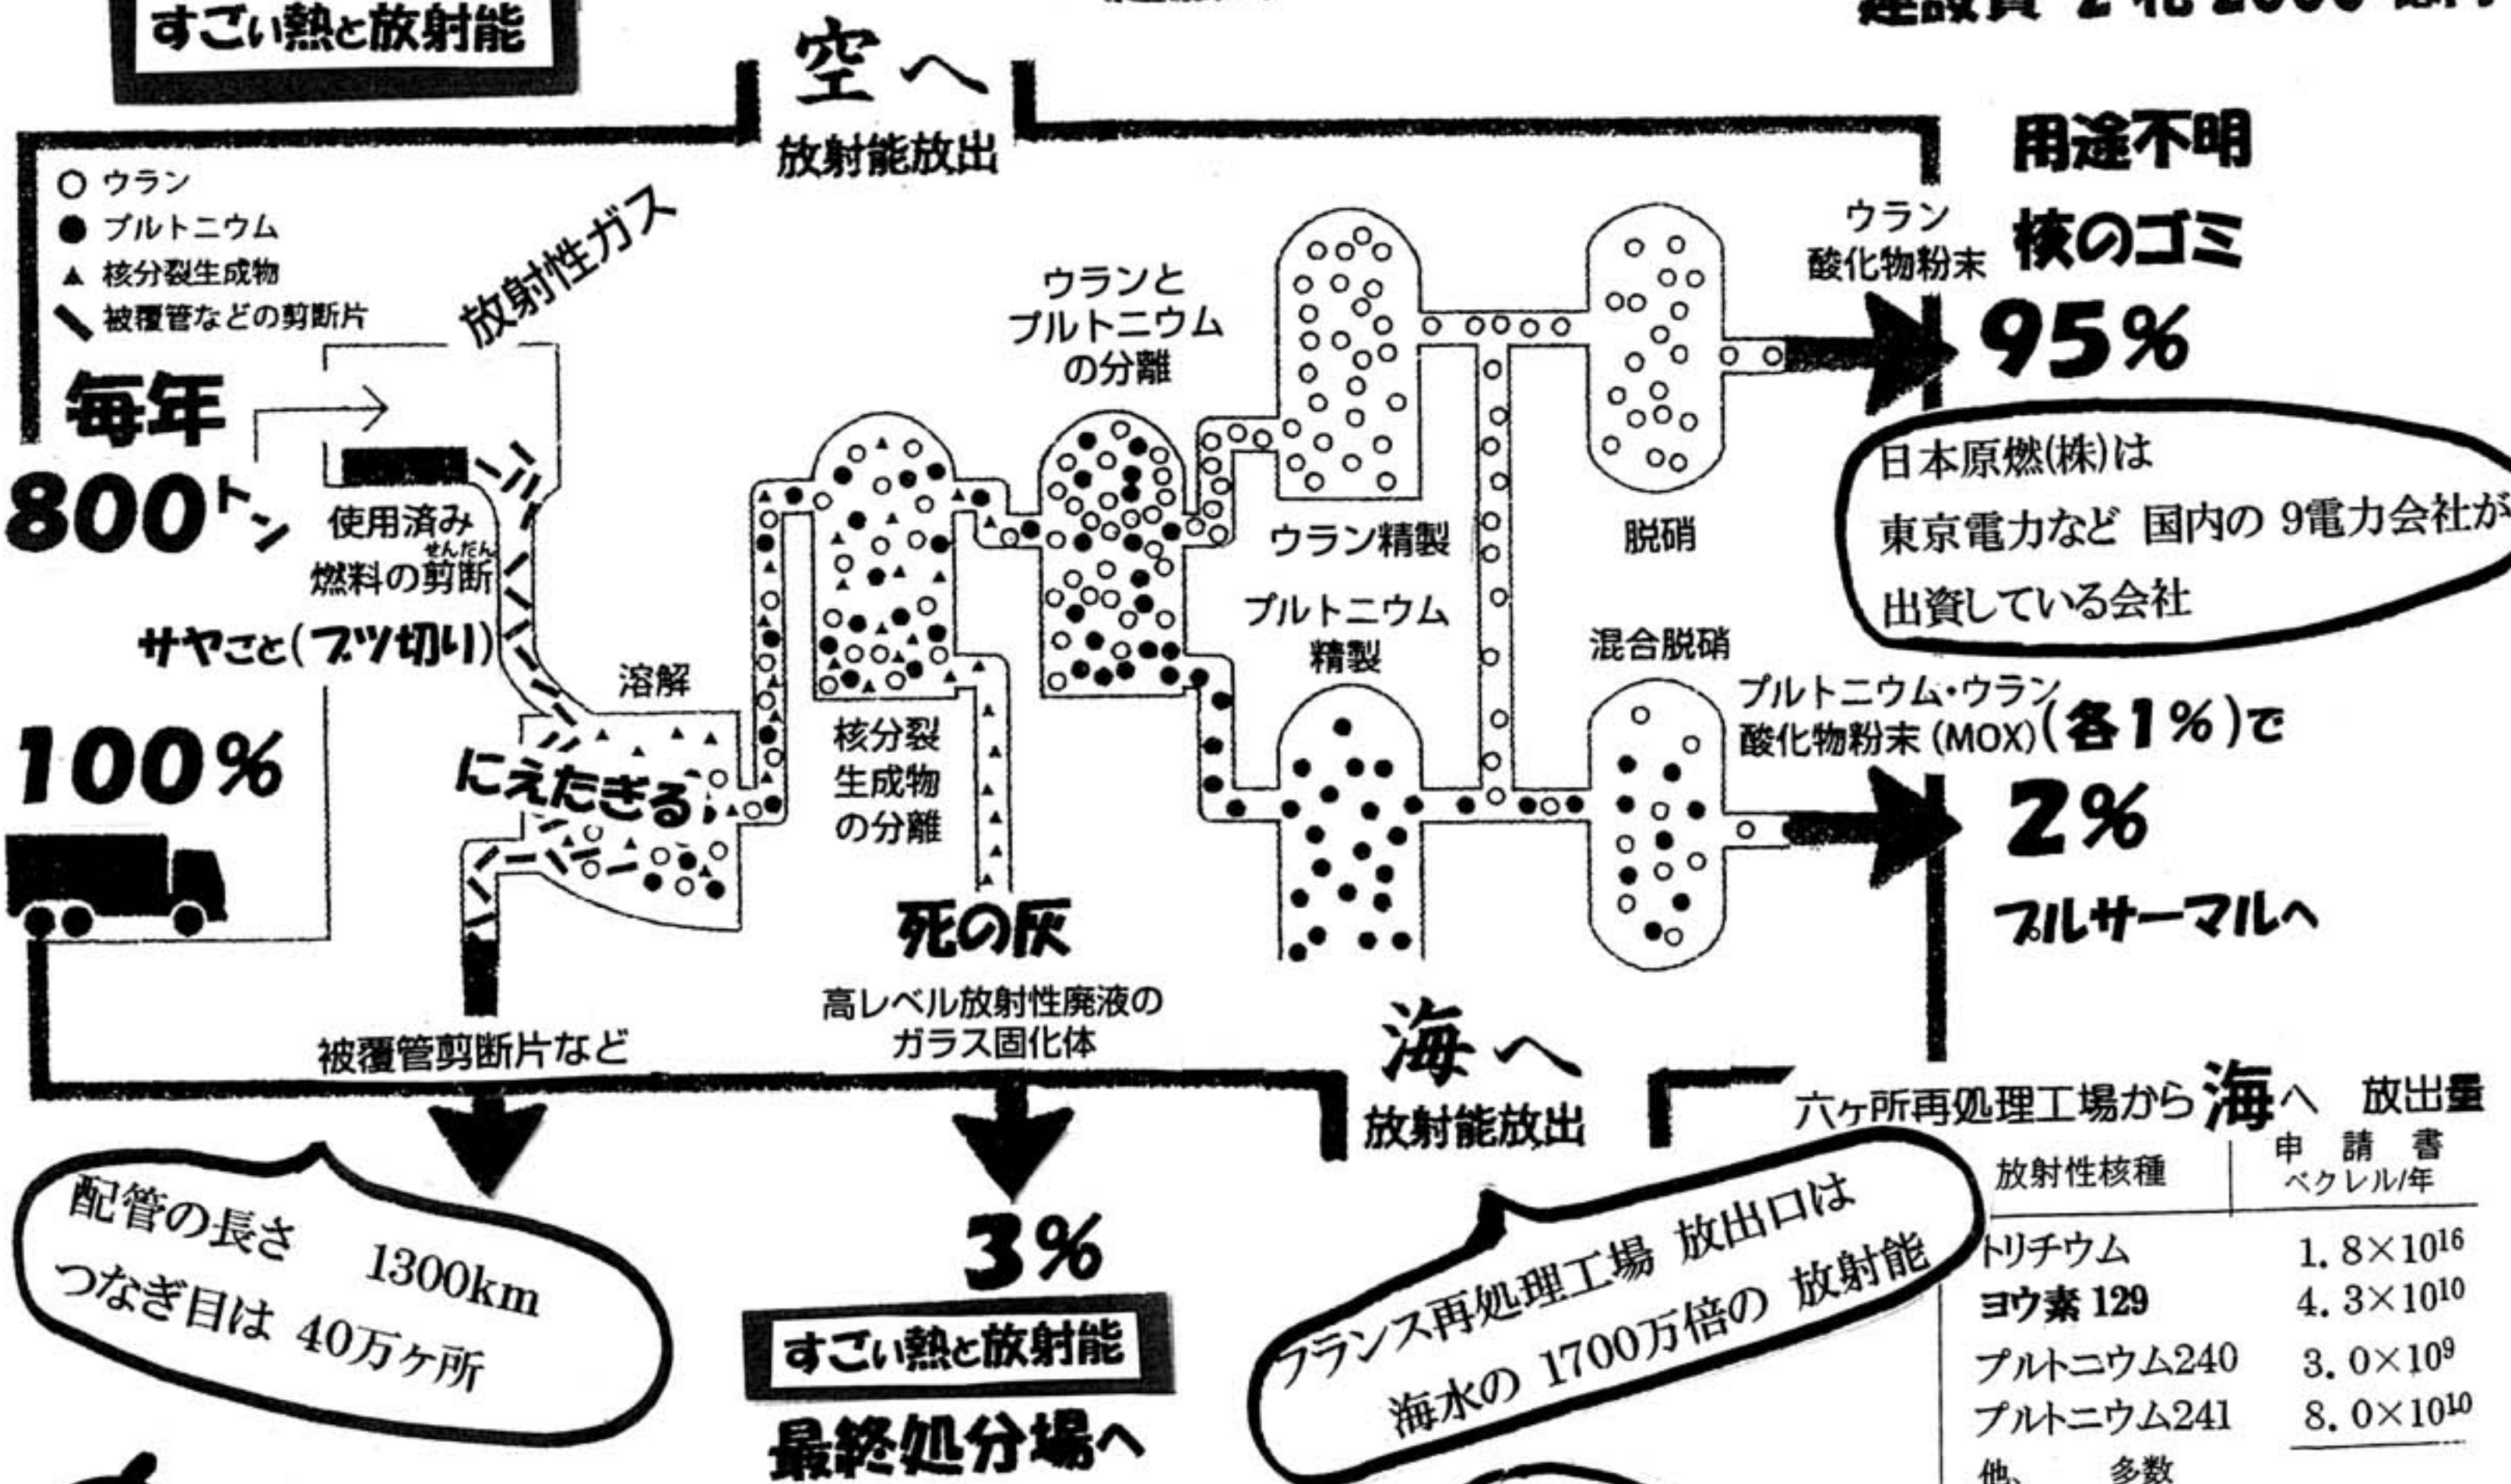 すごい熱と放射能
空へ
放射能放出
ウラン
プルトニウム
核分裂生成物
被覆管などの剪断片
放射性ガス
毎年
800トン
使用済み
せんだん
燃料の剪断
サヤごと(ブツ切り)
100%
溶解
にえたぎる
核分裂
生成物
の分離
ウランと
プルトニウム
の分離
ウラン精製
プルトニウム
精製
脱硝
混合脱硝
ウラン
酸化物粉末
用途不明
核のゴミ
95%
日本原燃(株)は
東京電力など 国内の 9電力会社が
出資している会社
プルトニウム・ウラン
酸化物粉末(MOX)(各1%)で
2%
プルサーマルへ
死の灰
高レベル放射性廃液の
ガラス固化体
被覆管剪断片など
海へ
放射能放出
配管の長さ 1300km
つなぎ目は 40万ヶ所
3%
すごい熱と放射能
最終処分場へ
フランス再処理工場 放出口は
海水の 1700万倍の 放射能
六ヶ所再処理工場から海へ 放出量
放射性核種 申請書
ベクレル/年
トリチウム 1.8×10¹⁶
ヨウ素129 4.3×10¹⁰
プルトニウム240 3.0×10⁹
プルトニウム241 8.0×10¹⁰
他、 多数